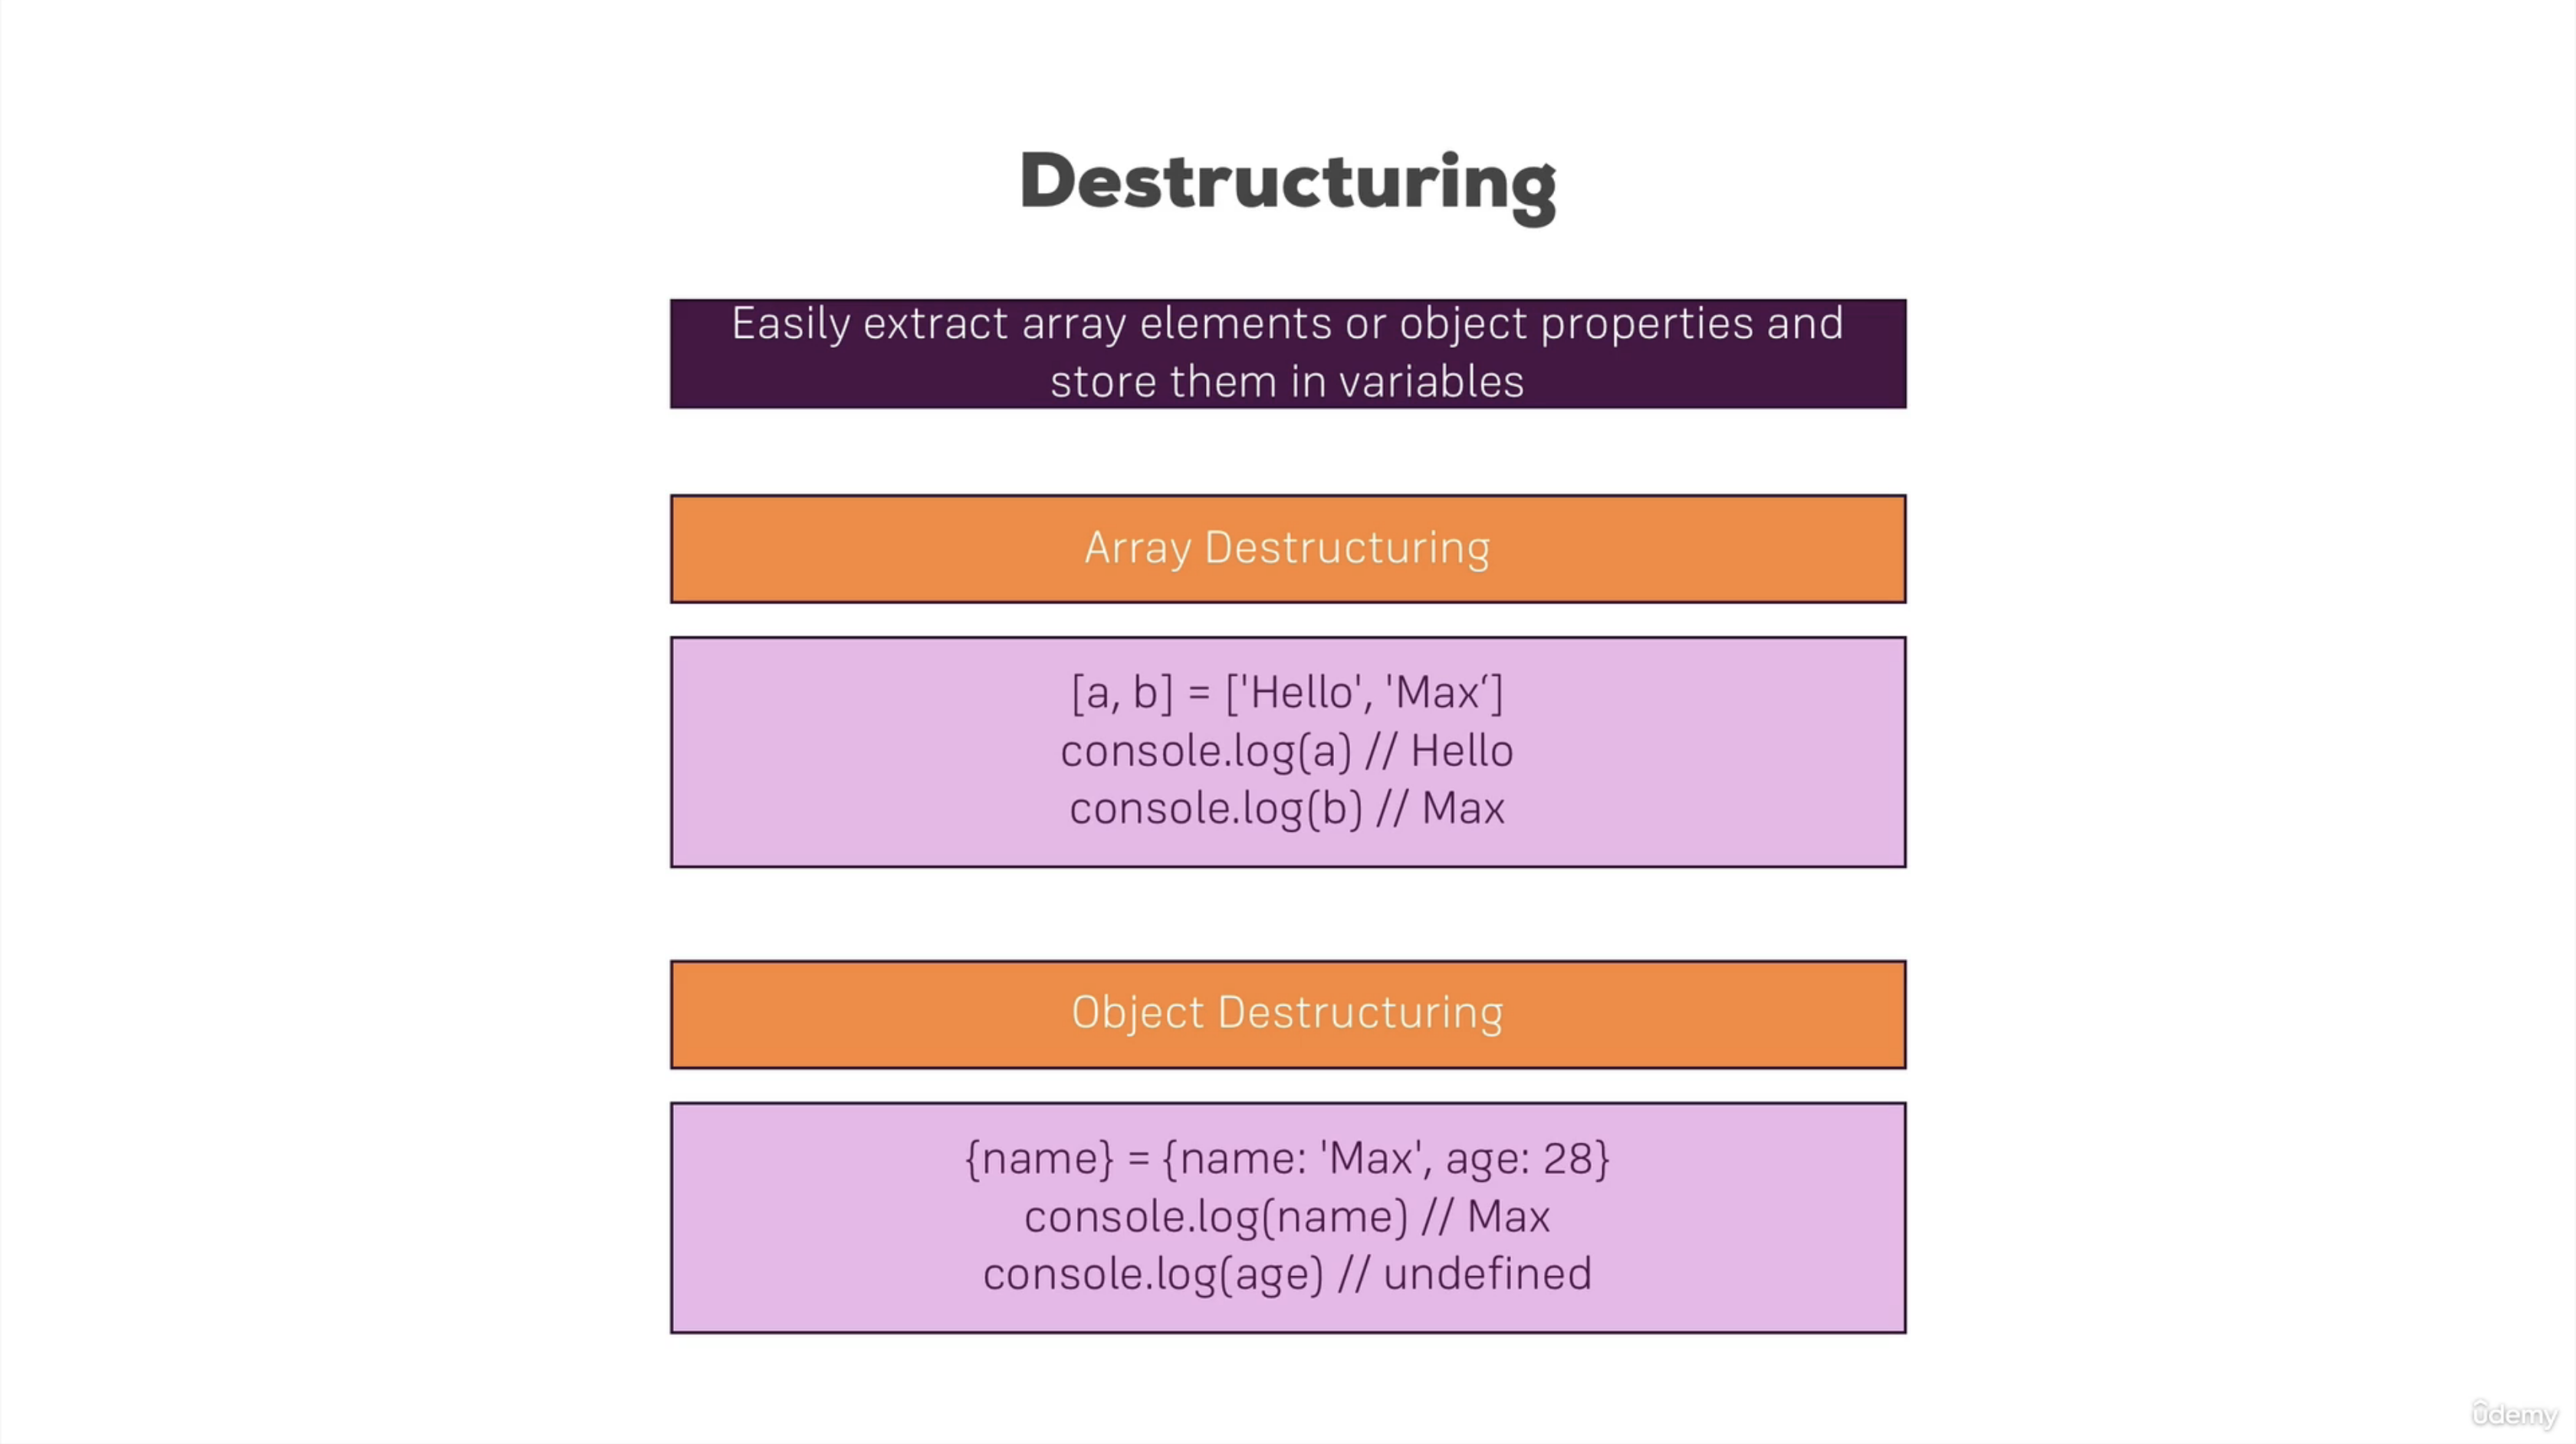 Destructuring
Easily extract array elements or object properties and
store them in variables
Array Destructuring
[a, b] = ['Hello', 'Max‘]
console.log(a) // Hello
console.log(b) // Max
Object Destructuring
{name} = {name: 'Max', age: 28}
console.log(name) // Max
console.log(age) // undefined
ûdemy